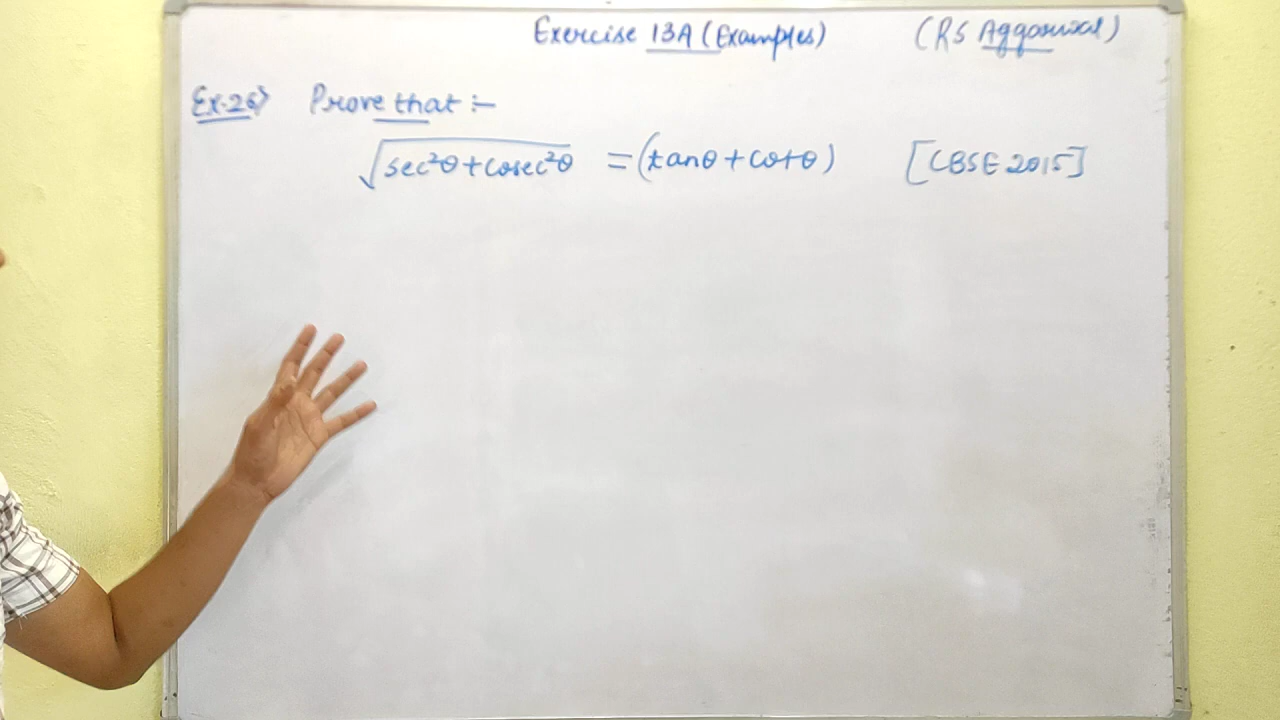 Exercise 13A (Examples) (RS Aggarwal)
Ex.26> Prove that :-
√sec²θ+cosec²θ = (tanθ + cotθ) [CBSE 2015]